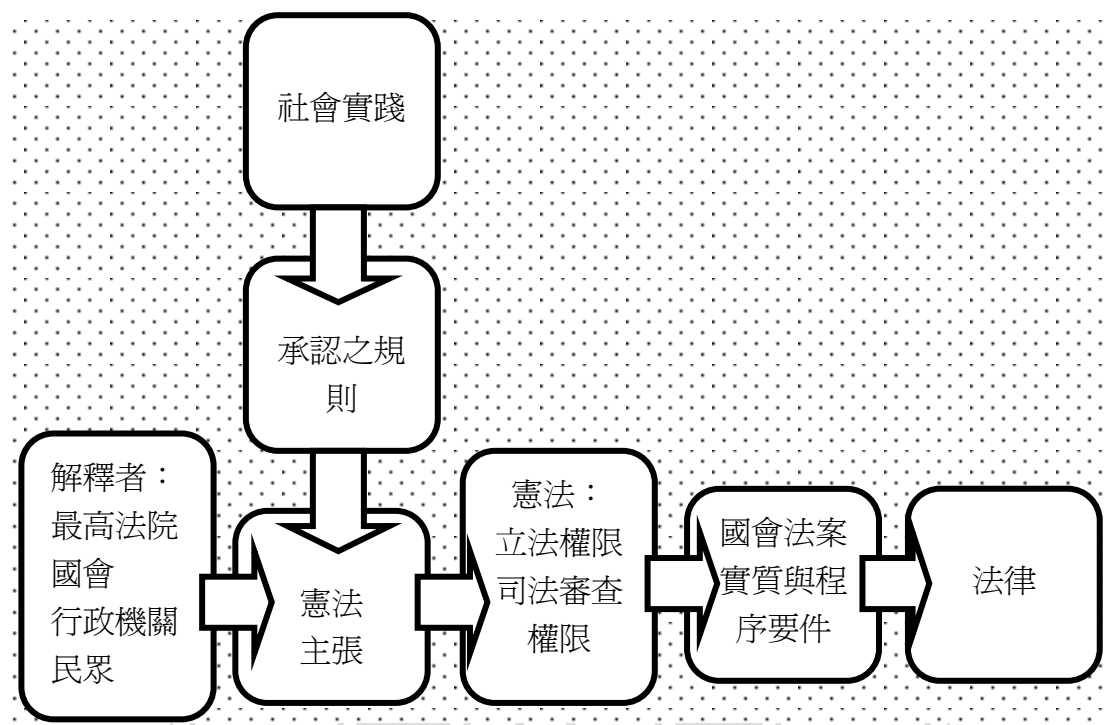 社會實踐
承認之規
則
解釋者：
最高法院
國會
行政機關
民眾
憲法
主張
憲法：
立法權限
司法審查
權限
國會法案
實質與程
序要件
法律